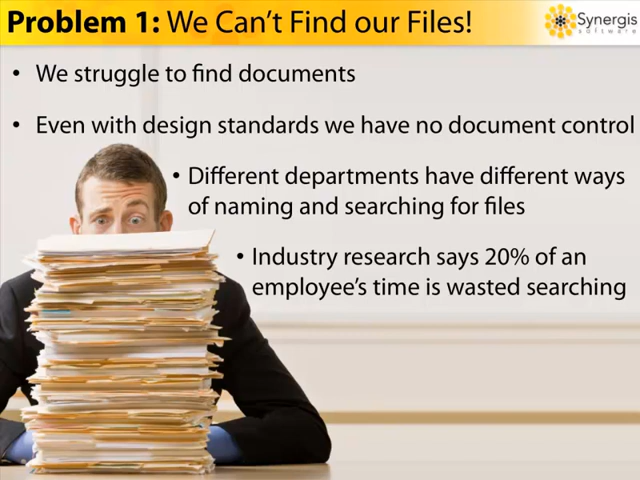 Problem 1: We Can't Find our Files!
Synergis
software
• We struggle to find documents
• Even with design standards we have no document control
• Different departments have different ways
of naming and searching for files
• Industry research says 20% of an
employee's time is wasted searching